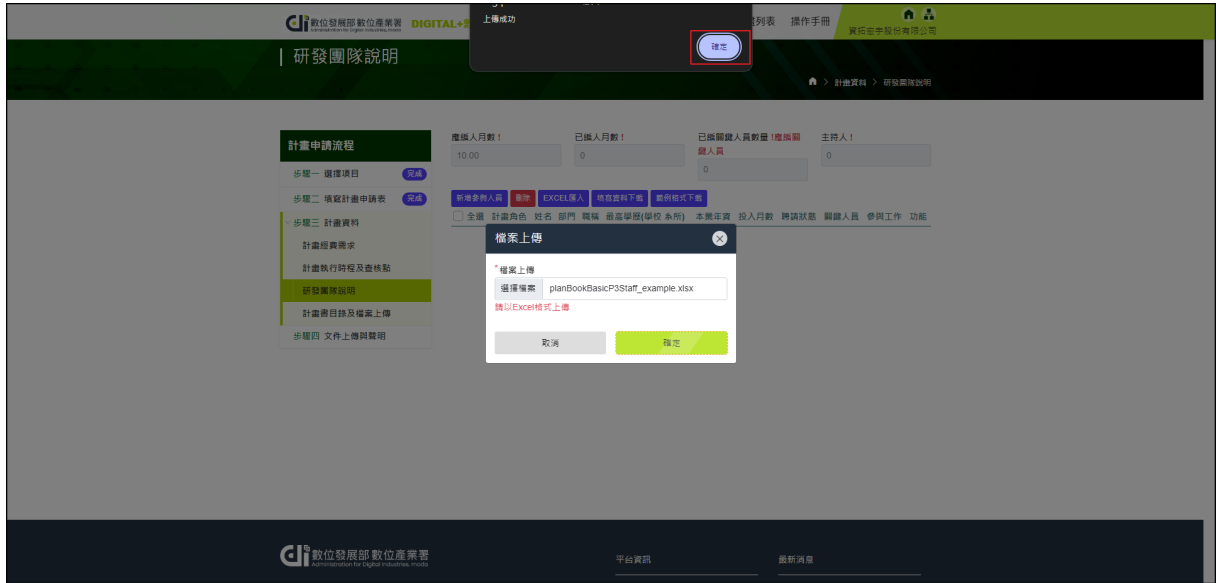 數位發展部數位產業署 DIGITAL+
Administration for Digital Industries, moda
上傳成功
確定
列表 操作手冊
資拓宏宇股份有限公司
研發團隊說明
> 計畫資料 > 研發團隊說明
計畫申請流程
步驟一 選擇項目 完成
步驟二 填寫計畫申請表 完成
步驟三 計畫資料
計畫經費需求
計畫執行時程及查核點
研發團隊說明
計畫書目錄及檔案上傳
步驟四 文件上傳與聲明
應編人月數!
10.00
已編人月數!
0
已編關鍵人員數量!應編關
鍵人員
0
主持人!
0
新增參與人員 刪除 EXCEL匯入 填寫資料下載 範例格式下載
全選 計畫角色 姓名 部門 職稱 最高學歷(學校 系所) 本業年資 投入月數 聘請狀態 關鍵人員 參與工作 功能
檔案上傳
*檔案上傳
選擇檔案 planBookBasicP3Staff_example.xlsx
請以Excel格式上傳
取消 確定
數位發展部數位產業署
Administration for Digital Industries, moda
平台資訊
最新消息